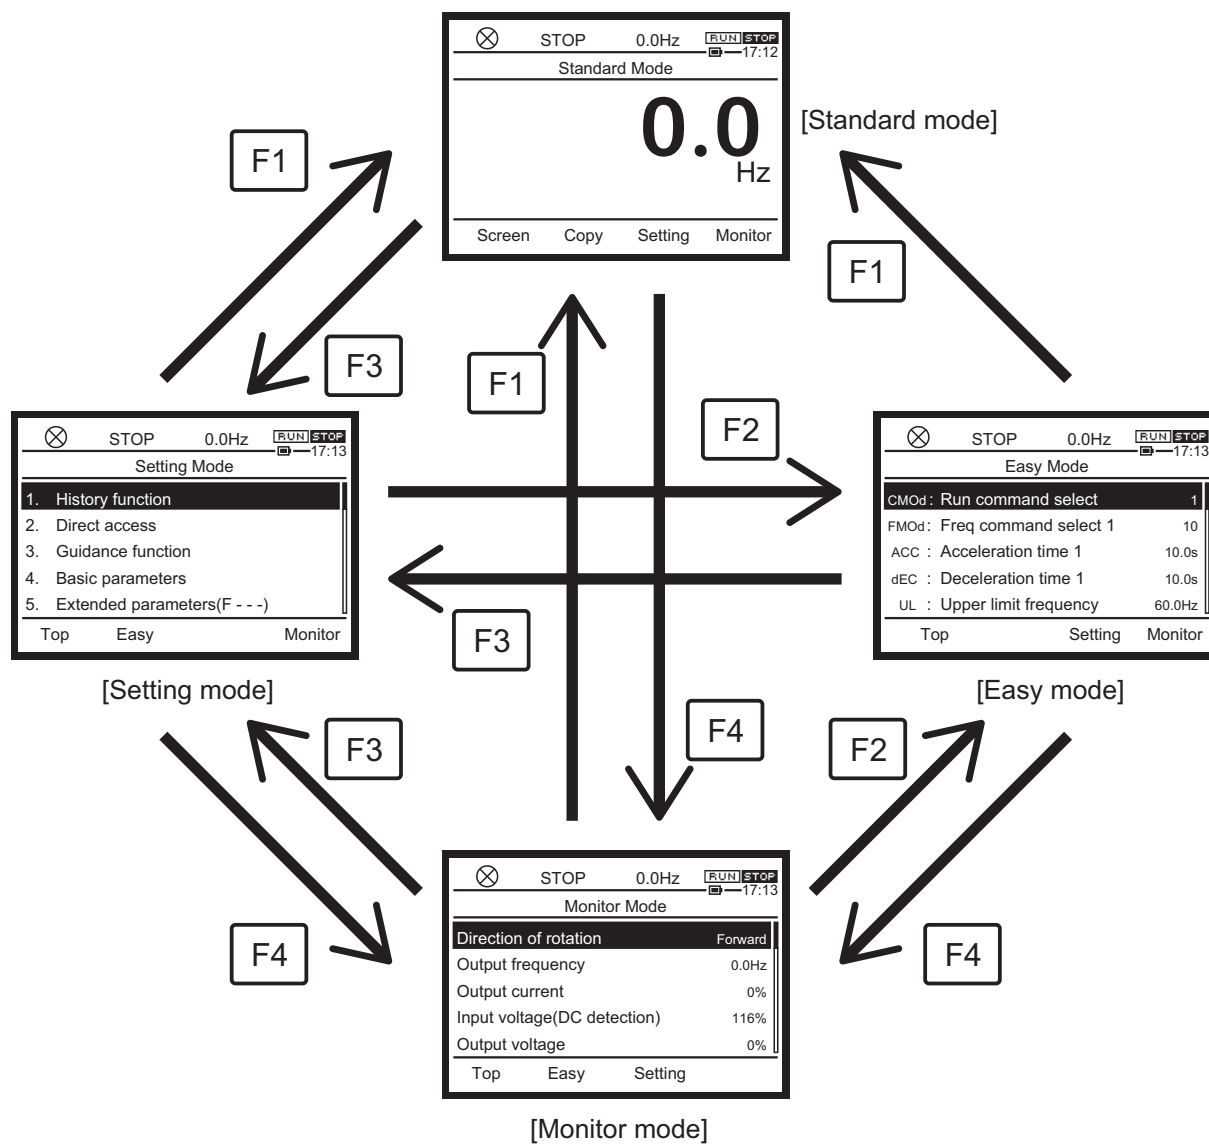 STOP 0.0Hz RUN STOP
17:12
Standard Mode
0.0
Hz
Screen Copy Setting Monitor
[Standard mode]
F1
F3
F1
F1
F2
STOP 0.0Hz RUN STOP
17:13
Setting Mode
1. History function
2. Direct access
3. Guidance function
4. Basic parameters
5. Extended parameters(F - - -)
Top Easy Monitor
[Setting mode]
STOP 0.0Hz RUN STOP
17:13
Easy Mode
CMOd : Run command select 1
FMOd : Freq command select 1 10
ACC : Acceleration time 1 10.0s
dEC : Deceleration time 1 10.0s
UL : Upper limit frequency 60.0Hz
Top Setting Monitor
[Easy mode]
F3
F4
F3
F2
F4
F4
STOP 0.0Hz RUN STOP
17:13
Monitor Mode
Direction of rotation Forward
Output frequency 0.0Hz
Output current 0%
Input voltage(DC detection) 116%
Output voltage 0%
Top Easy Setting
[Monitor mode]